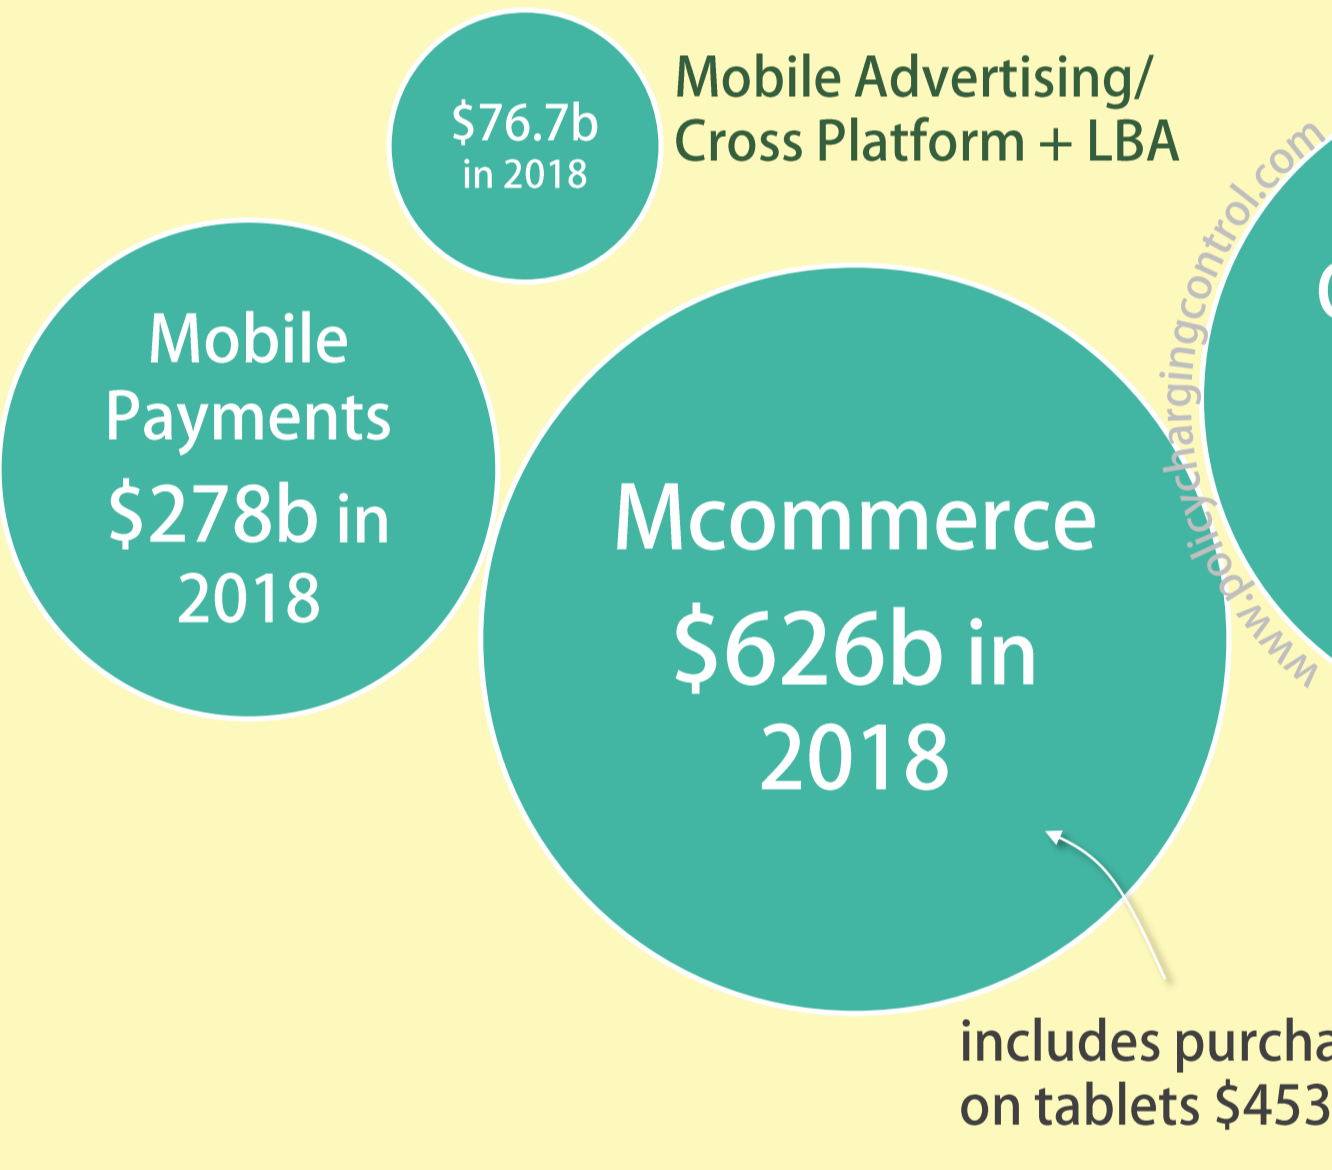 $76.7b
in 2018
Mobile Advertising/
Cross Platform + LBA
Mobile
Payments
$278b in
2018
Mcommerce
$626b in
2018
www.policychargingcontrol.com
includes
on tablets $453